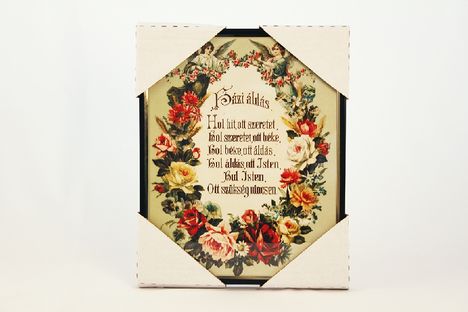 Házi áldás
Hol hit, ott szeretet,
Hol szeretet, ott béke,
Hol béke, ott áldás,
Hol áldás, ott Isten,
Hol Isten,
Ott szükség nincsen.